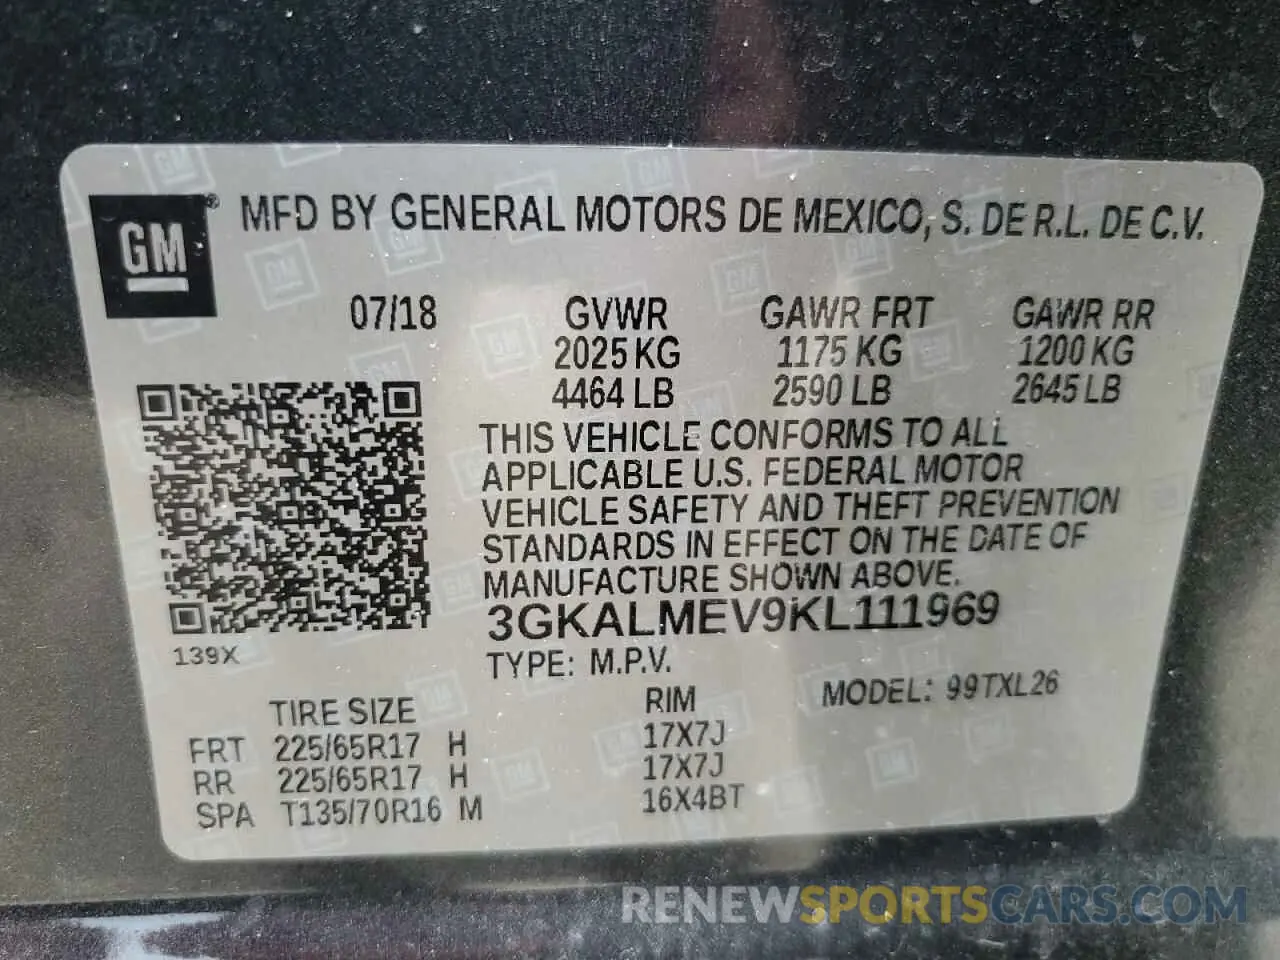 GM ® MFD BY GENERAL MOTORS DE MEXICO, S. DE R.L. DE C.V.
07/18 GVWR GAWR FRT GAWR RR
2025 KG 1175 KG 1200 KG
4464 LB 2590 LB 2645 LB
THIS VEHICLE CONFORMS TO ALL
APPLICABLE U.S. FEDERAL MOTOR
VEHICLE SAFETY AND THEFT PREVENTION
STANDARDS IN EFFECT ON THE DATE OF
MANUFACTURE SHOWN ABOVE.
3GKALMEV9KL111969
139X
TYPE: M.P.V.
MODEL: 99TXL26
TIRE SIZE RIM
FRT 225/65R17 H 17X7J
RR 225/65R17 H 17X7J
SPA T135/70R16 M 16X4BT
RENEWSPORTSCARS.COM